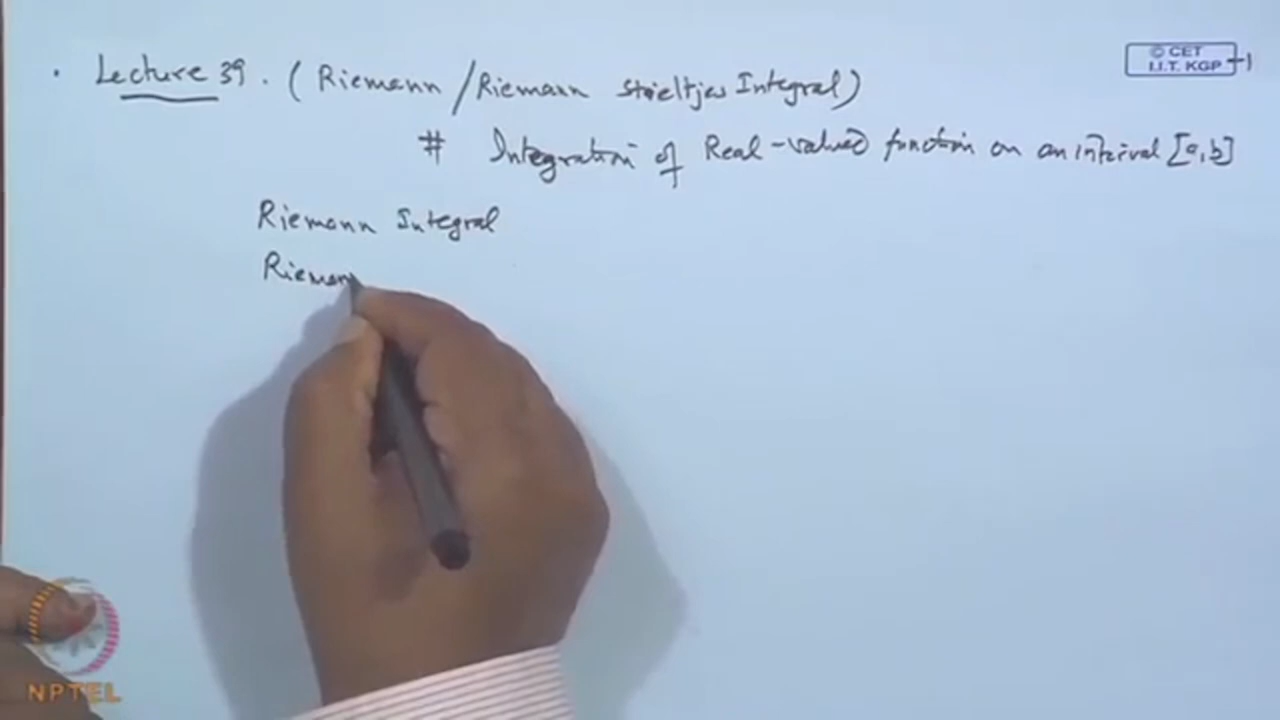 . Lecture 39. (Riemann/Riemann Stieltjes Integral)
© CET
I.I.T. KGP
# Integration of Real-valued function on an interval [a,b]
Riemann Integral
Riemann
NPTEL